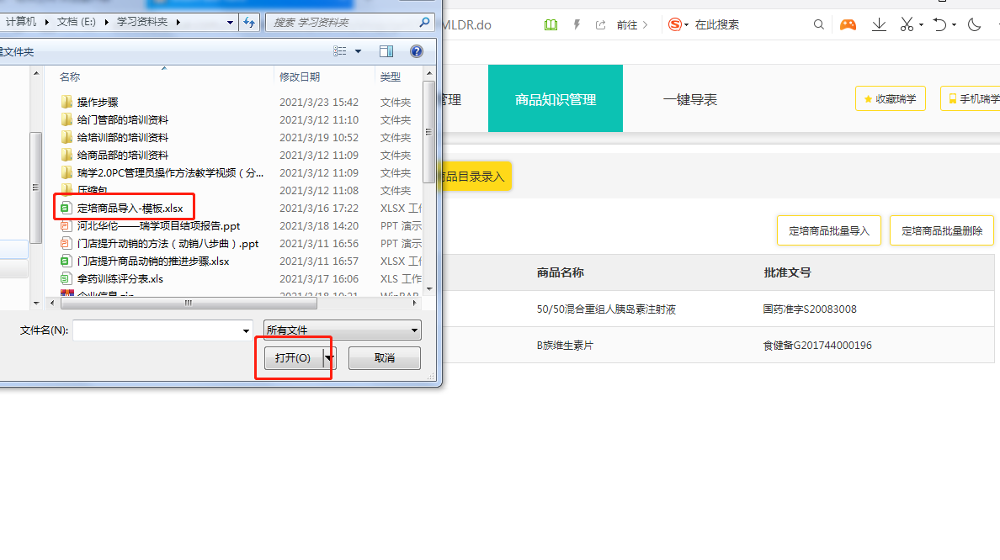 计算机 ▸ 文档 (E:) ▸ 学习资料夹 ▸
搜索 学习资料夹
MLDR.do
前往
在此搜索
文件夹
名称
修改日期
类型
操作步骤 2021/3/23 15:42 文件夹
给门管部的培训资料 2021/3/12 11:10 文件夹
给培训部的培训资料 2021/3/19 10:52 文件夹
给商品部的培训资料 2021/3/12 11:09 文件夹
瑞学2.0PC管理员操作方法教学视频（分... 2021/3/12 11:09 文件夹
压缩包 2021/3/12 11:08 文件夹
定培商品导入-模板.xlsx 2021/3/16 17:22 XLSX 工
河北华佗——瑞学项目结项报告.ppt 2021/3/18 14:20 PPT 演示
门店提升动销的方法（动销八步曲）.ppt 2021/3/11 16:56 PPT 演示
门店提升商品动销的推进步骤.xlsx 2021/3/11 16:57 XLSX 工
拿药训练评分表.xls 2021/3/17 16:06 XLS 工作
企业信息.zip 2021/3/18 10:21 WinRAR
文件名(N):
所有文件
打开(O)
取消
管理
商品知识管理
一键导表
收藏瑞学
手机瑞学
商品目录录入
定培商品批量导入
定培商品批量删除
商品名称 批准文号
50/50混合重组人胰岛素注射液 国药准字S20083008
B族维生素片 食健备G201744000196